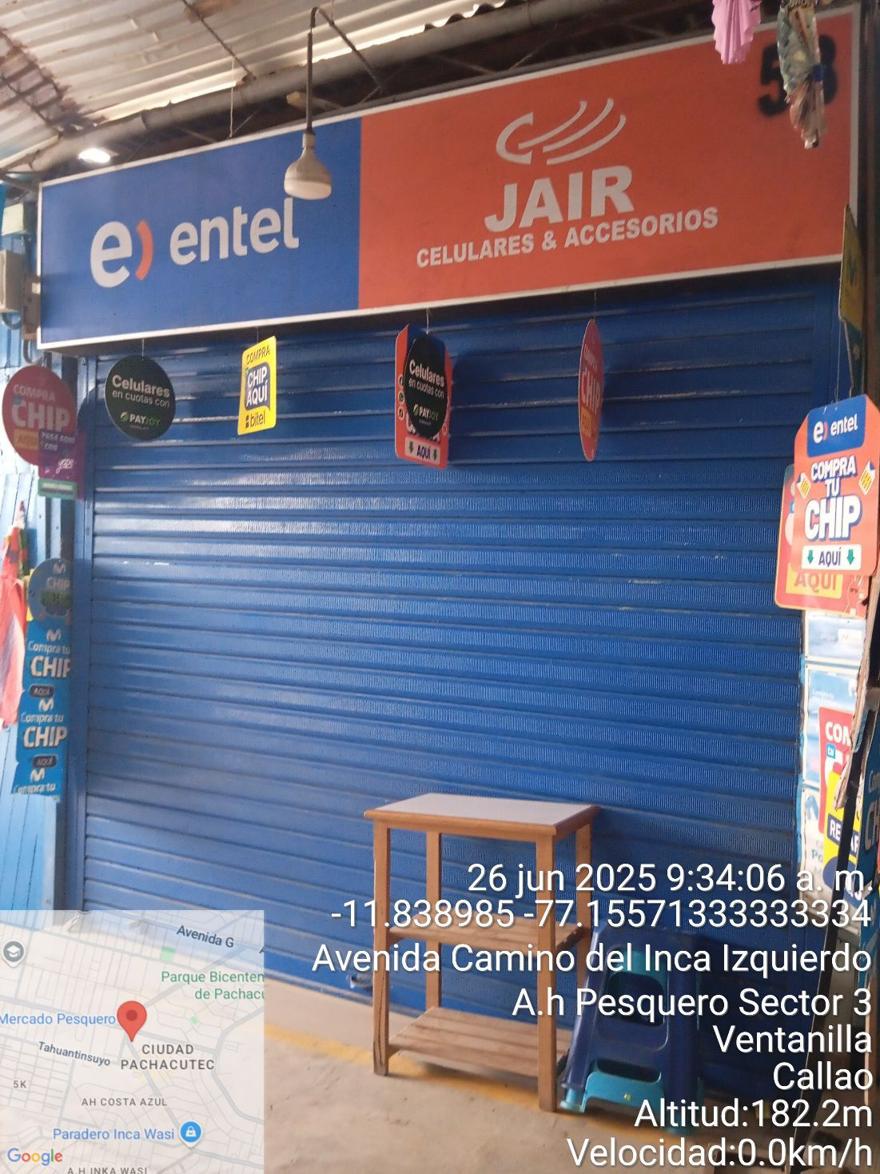 58
e) entel
JAIR
CELULARES & ACCESORIOS
COMPRA
CHIP
Celulares
en cuotas con
PAYJOY
COMPRA
CHIP
AQUÍ
bitel
Celulares
en cuotas con
PAYJOY
AQUÍ
CHIP
e) entel
COMPRA
TU
CHIP
AQUÍ
AQUÍ
CHIP
Compra tu
CHIP
AQUÍ
Compra tu
CHIP
AQUÍ
Compra tu
26 jun 2025 9:34:06 a. m.
-11.838985 -77.15571333333334
Avenida Camino del Inca Izquierdo
A.h Pesquero Sector 3
Ventanilla
Callao
Altitud:182.2m
Velocidad:0.0km/h
Avenida G
Parque Bicenten
de Pachacu
Mercado Pesquero
Tahuantinsuyo
CIUDAD
PACHACUTEC
5K
AH COSTA AZUL
Paradero Inca Wasi
Google
A.H INKA WASI